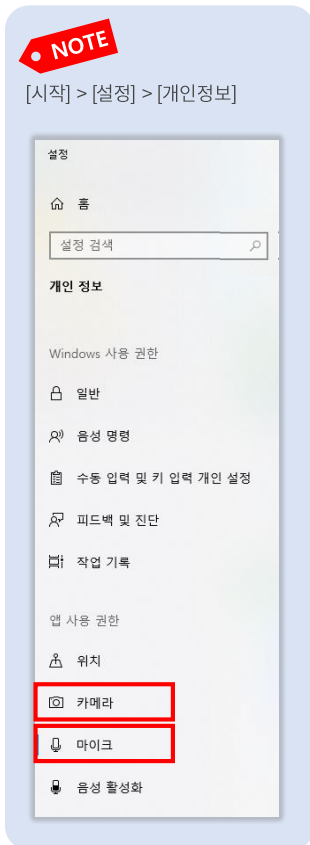 NOTE
[시작] > [설정] > [개인정보]
설정
홈
설정 검색
개인 정보
Windows 사용 권한
일반
음성 명령
수동 입력 및 키 입력 개인 설정
피드백 및 진단
작업 기록
앱 사용 권한
위치
카메라
마이크
음성 활성화